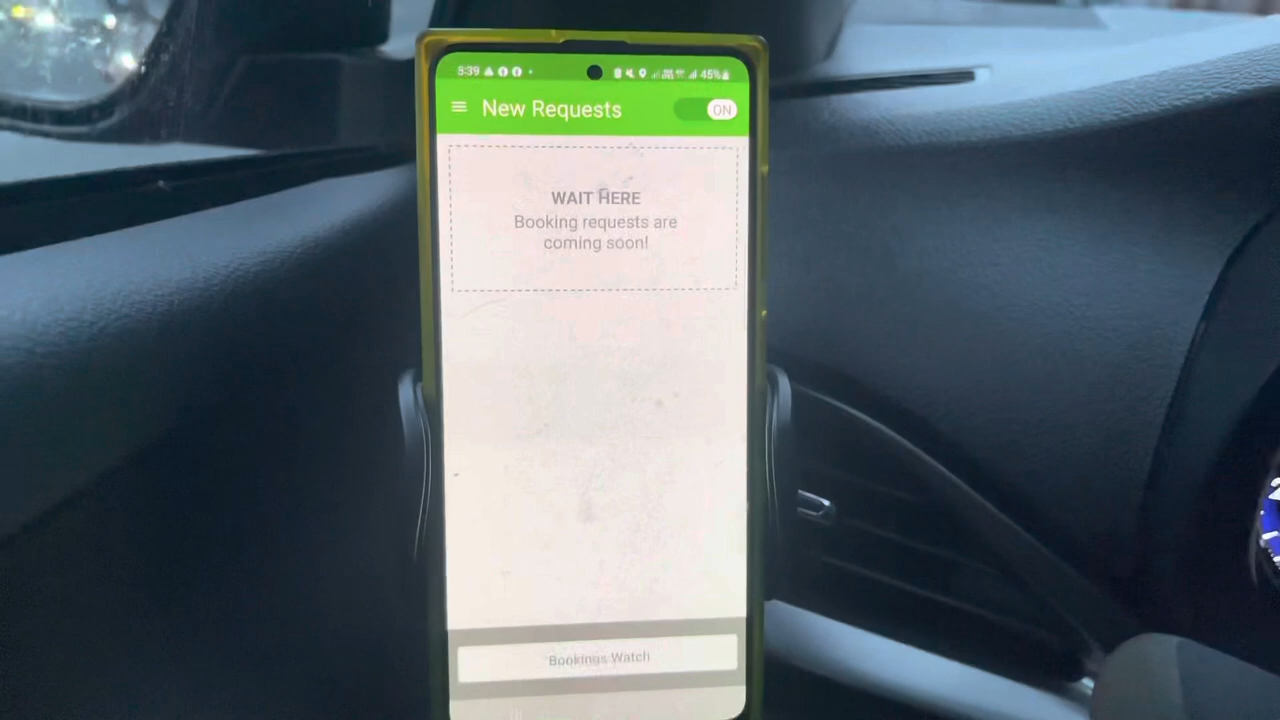 5:39
45%
New Requests
ON
WAIT HERE
Booking requests are
coming soon!
Bookings Watch